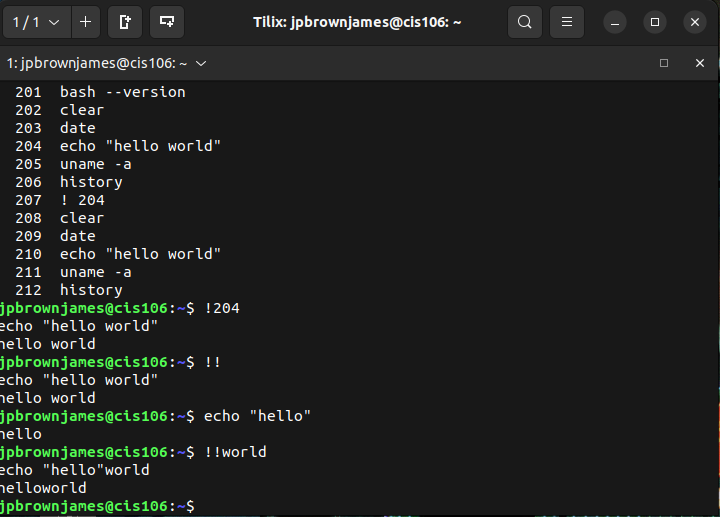 1 / 1
Tilix: jpbrownjames@cis106: ~
1: jpbrownjames@cis106: ~
201 bash --version
202 clear
203 date
204 echo "hello world"
205 uname -a
206 history
207 ! 204
208 clear
209 date
210 echo "hello world"
211 uname -a
212 history
jpbrownjames@cis106:~$ !204
echo "hello world"
hello world
jpbrownjames@cis106:~$ !!
echo "hello world"
hello world
jpbrownjames@cis106:~$ echo "hello"
hello
jpbrownjames@cis106:~$ !!world
echo "hello"world
helloworld
jpbrownjames@cis106:~$